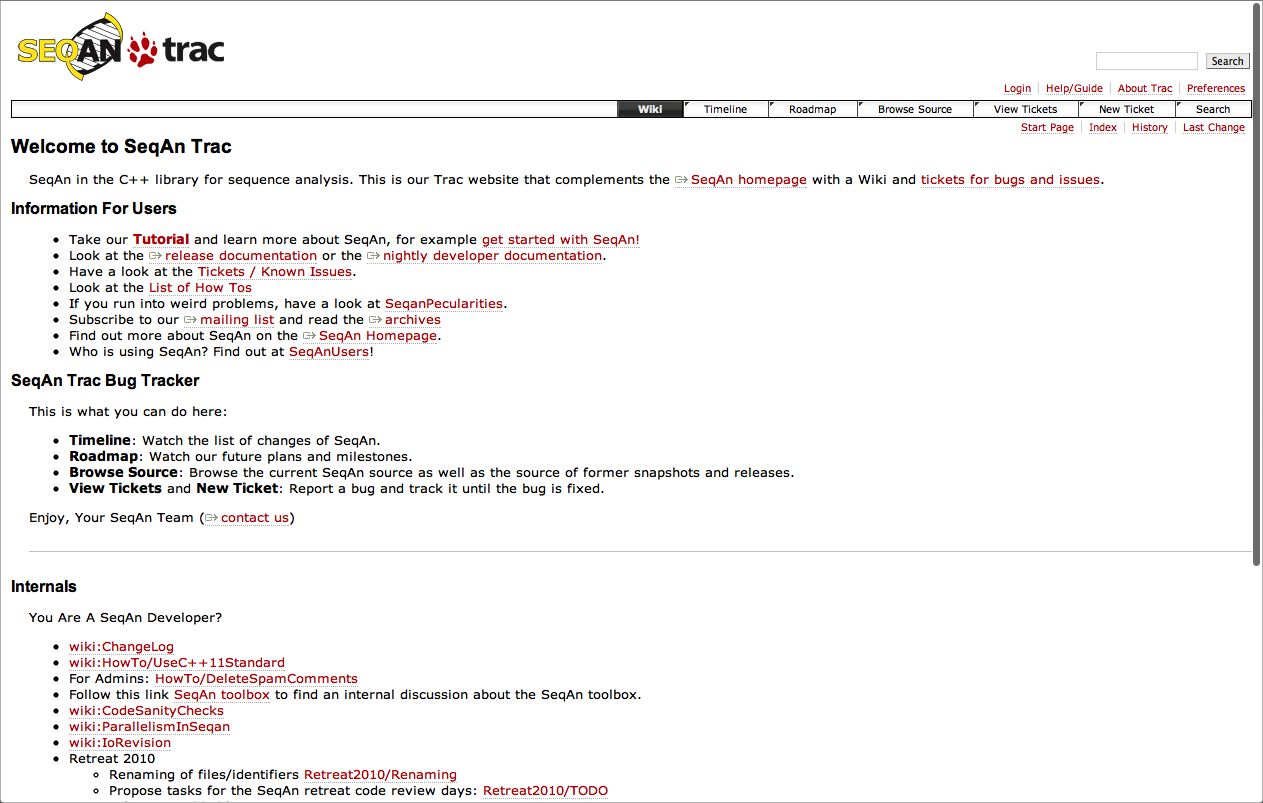 SEQAN trac
Search
Login Help/Guide About Trac Preferences
Wiki Timeline Roadmap Browse Source View Tickets New Ticket Search
Start Page Index History Last Change
Welcome to SeqAn Trac
SeqAn in the C++ library for sequence analysis. This is our Trac website that complements the SeqAn homepage with a Wiki and tickets for bugs and issues.
Information For Users
Take our Tutorial and learn more about SeqAn, for example get started with SeqAn!
Look at the release documentation or the nightly developer documentation.
Have a look at the Tickets / Known Issues.
Look at the List of How Tos
If you run into weird problems, have a look at SeqanPecularities.
Subscribe to our mailing list and read the archives
Find out more about SeqAn on the SeqAn Homepage.
Who is using SeqAn? Find out at SeqAnUsers!
SeqAn Trac Bug Tracker
This is what you can do here:
Timeline: Watch the list of changes of SeqAn.
Roadmap: Watch our future plans and milestones.
Browse Source: Browse the current SeqAn source as well as the source of former snapshots and releases.
View Tickets and New Ticket: Report a bug and track it until the bug is fixed.
Enjoy, Your SeqAn Team (contact us)
Internals
You Are A SeqAn Developer?
wiki:ChangeLog
wiki:HowTo/UseC++11Standard
For Admins: HowTo/DeleteSpamComments
Follow this link SeqAn toolbox to find an internal discussion about the SeqAn toolbox.
wiki:CodeSanityChecks
wiki:ParallelismInSeqan
wiki:IoRevision
Retreat 2010
Renaming of files/identifiers Retreat2010/Renaming
Propose tasks for the SeqAn retreat code review days: Retreat2010/TODO